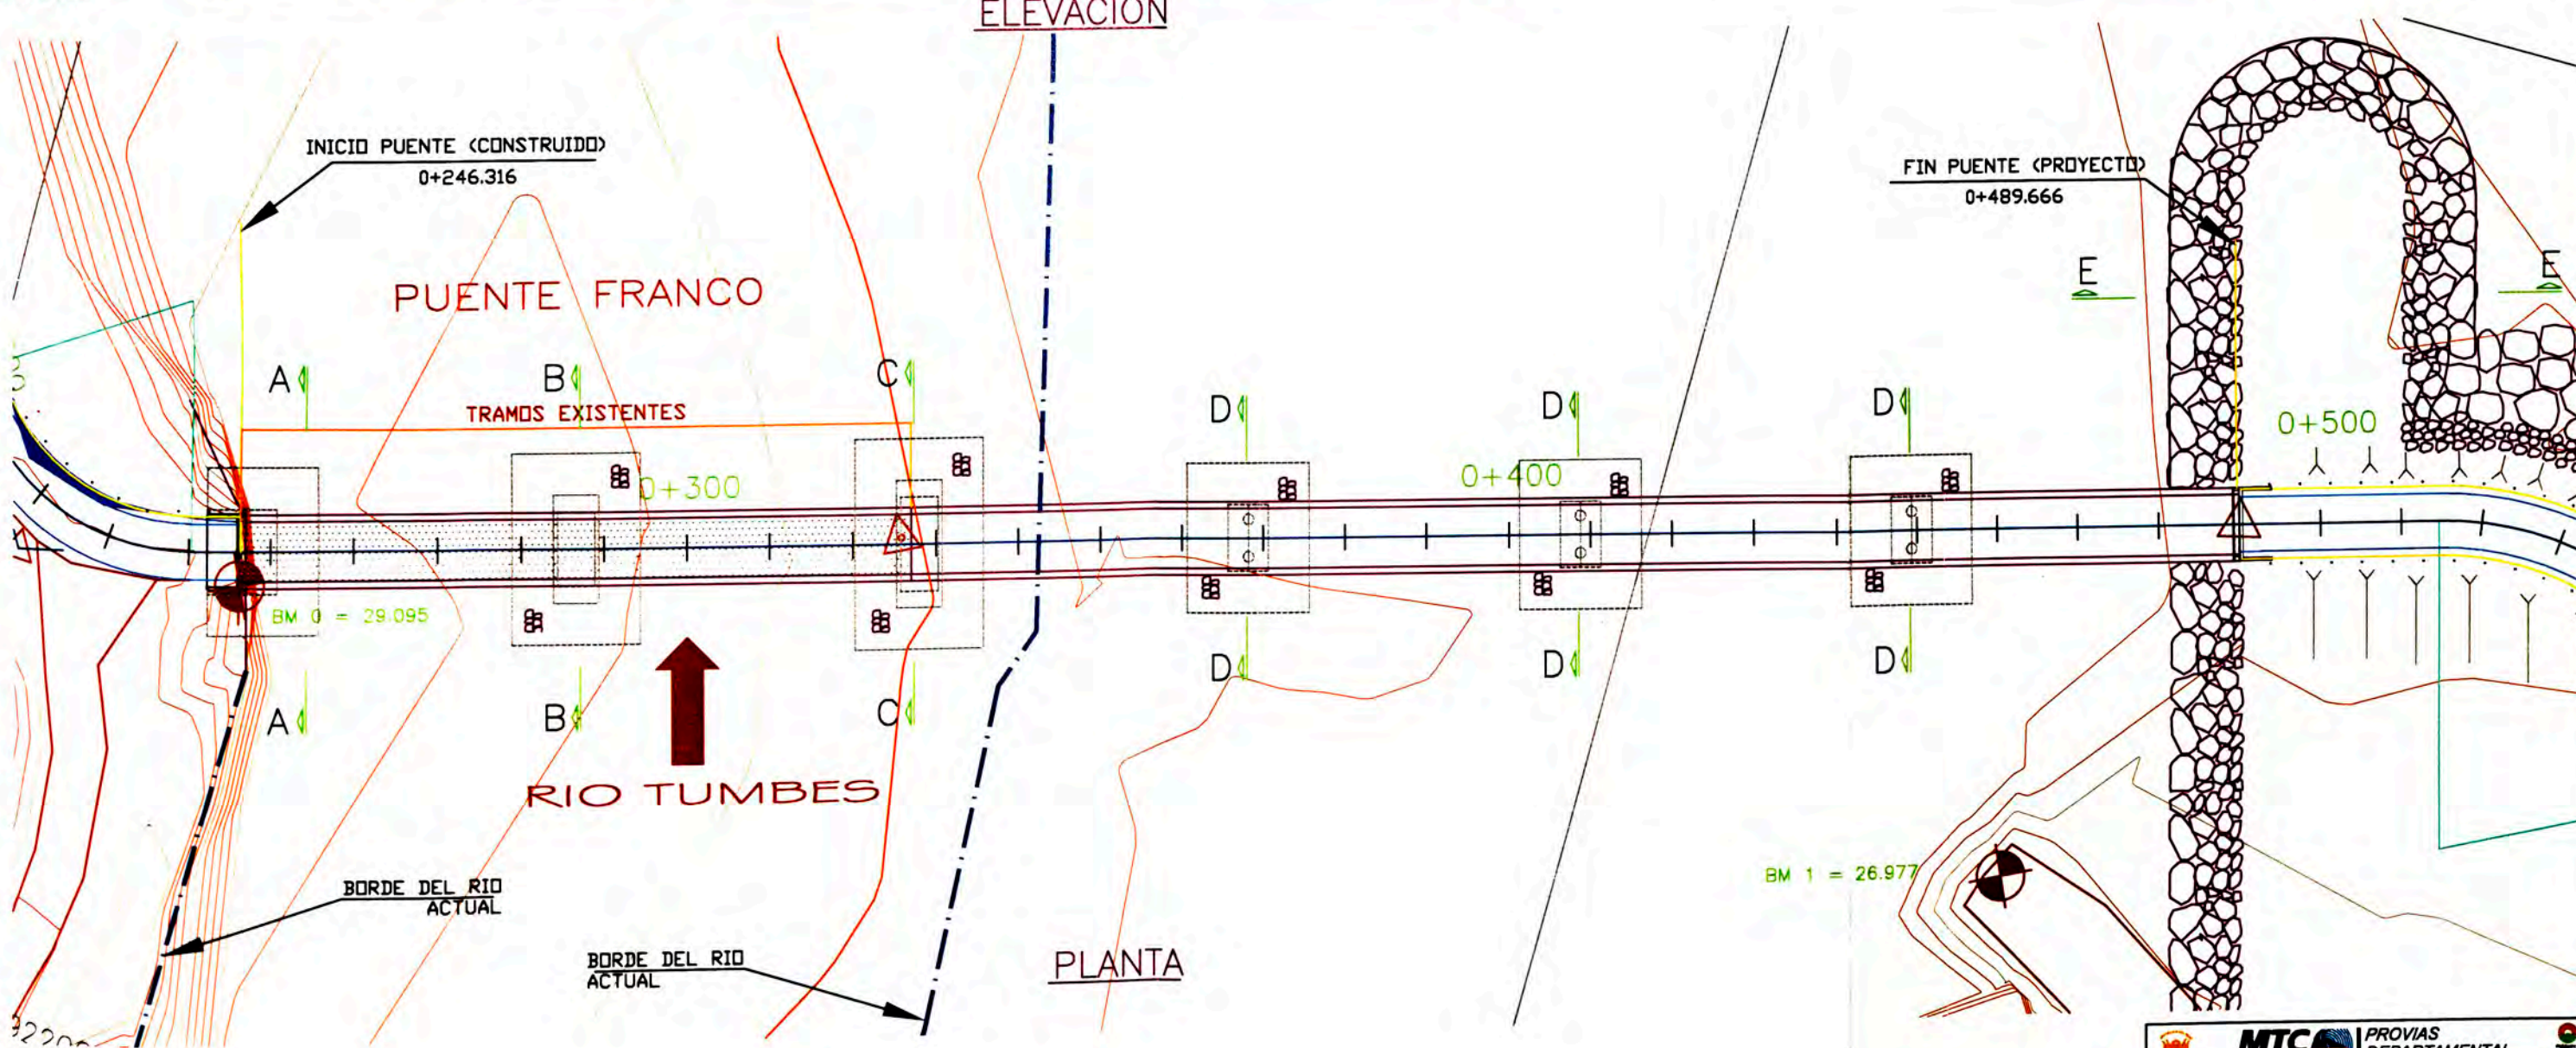 ELEVACION
INICIO PUENTE (CONSTRUIDO)
0+246.316
FIN PUENTE (PROYECTO)
0+489.666
PUENTE FRANCO
E
E
A
B
C
TRAMOS EXISTENTES
D
D
D
0+300
0+400
0+500
BM 0 = 29.095
A
B
C
D
D
D
RIO TUMBES
BORDE DEL RIO
ACTUAL
BM 1 = 26.977
BORDE DEL RIO
ACTUAL
PLANTA
MTC
PROVIAS
DEPARTAMENTAL